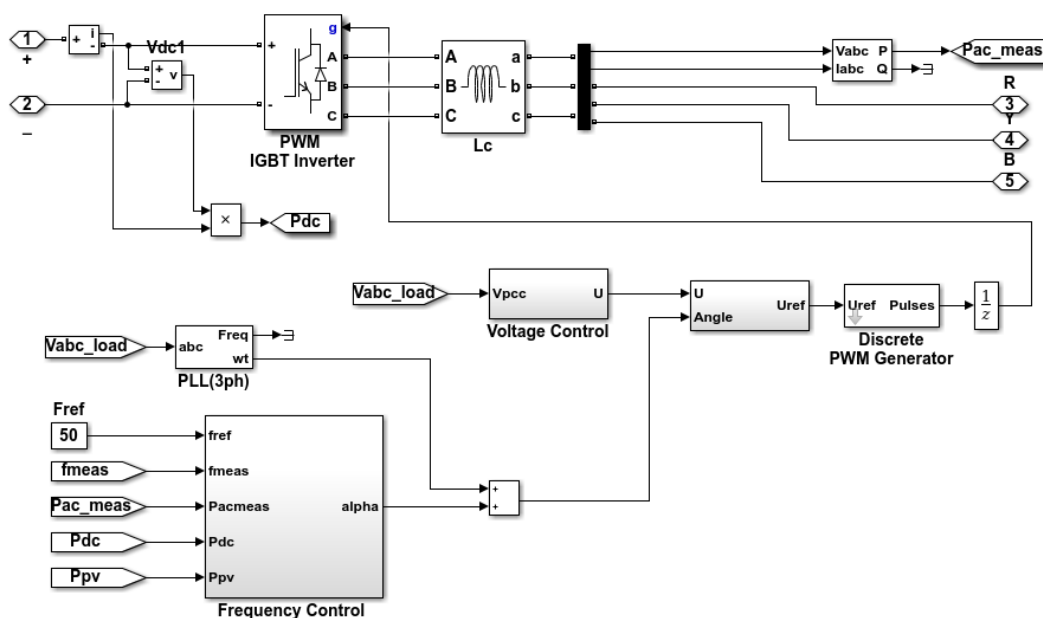 1
+
i
+
-
Vdc1
+
-
v
2
_
+
-
g
A
B
C
PWM
IGBT Inverter
A
B
C
a
b
c
Lc
Vabc
Iabc
P
Q
Pac_meas
R
3
Y
4
B
5
×
Pdc
Vabc_load
Vpcc
U
Voltage Control
U
Angle
Uref
Uref
Pulses
Discrete
PWM Generator
1
z
Vabc_load
abc
Freq
wt
PLL(3ph)
Fref
50
fref
fmeas
fmeas
Pac_meas
Pacmeas
alpha
Pdc
Pdc
Ppv
Ppv
Frequency Control
+
+